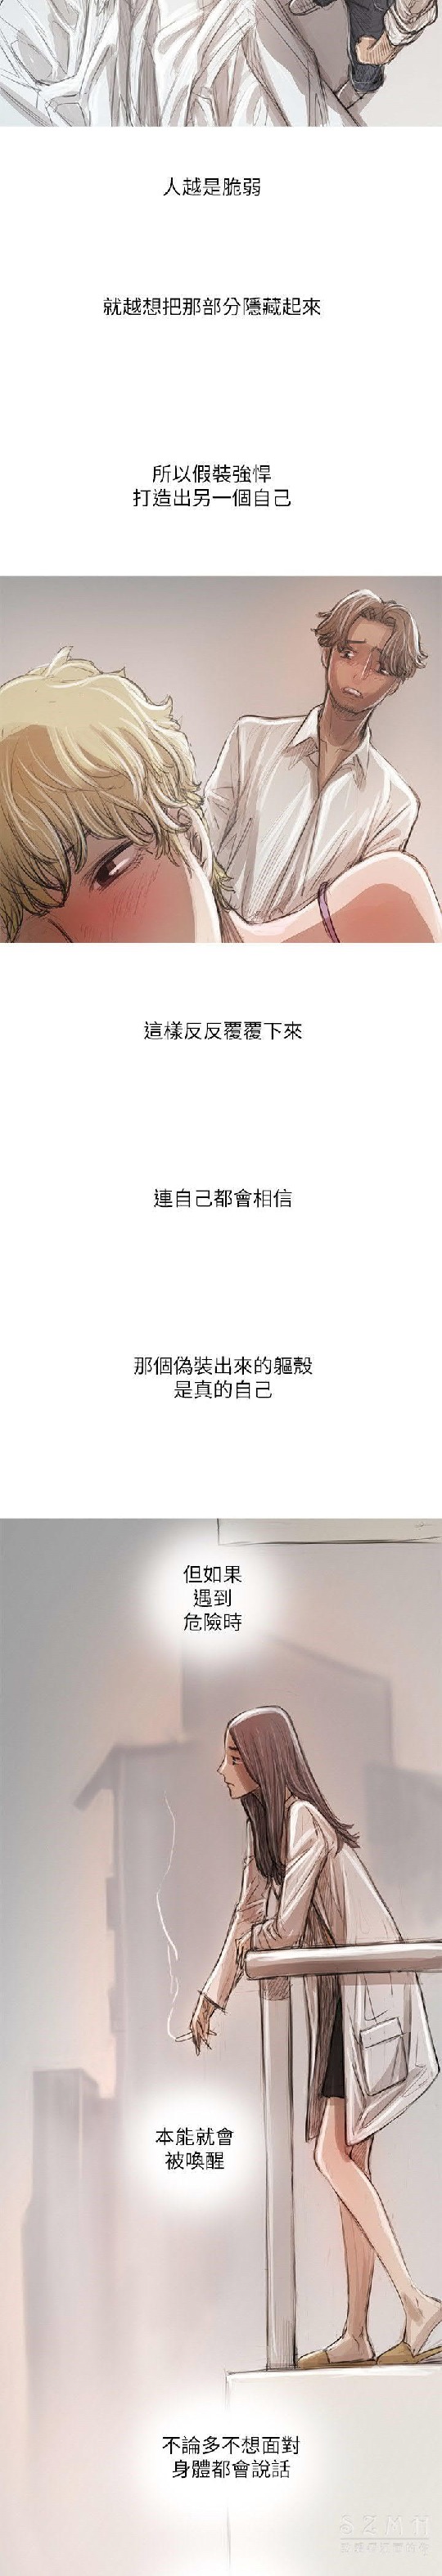 人越是脆弱
就越想把那部分隱藏起來
所以假裝強悍
打造出另一個自己
這樣反反覆覆下來
連自己都會相信
那個偽裝出來的軀殼
是真的自己
但如果
遇到
危險時
本能就會
被喚醒
不論多不想面對
身體都會說話
SZMH